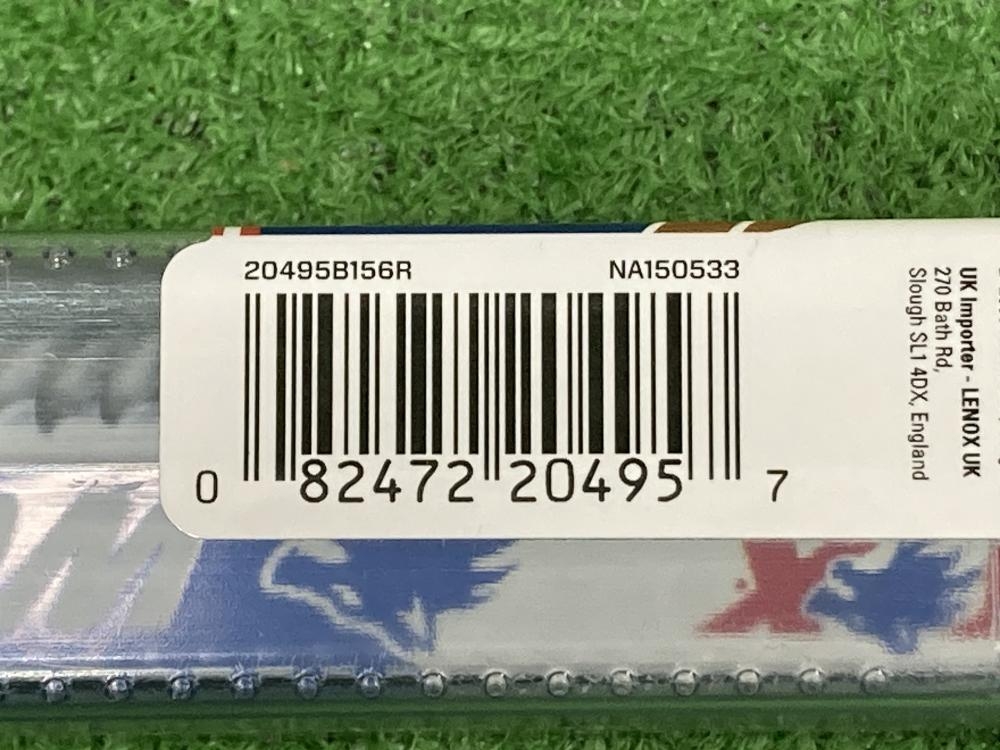 20495B156R NA150533
0 82472 20495 7
UK Importer - LENOX UK
270 Bath Rd,
Slough SL1 4DX, England